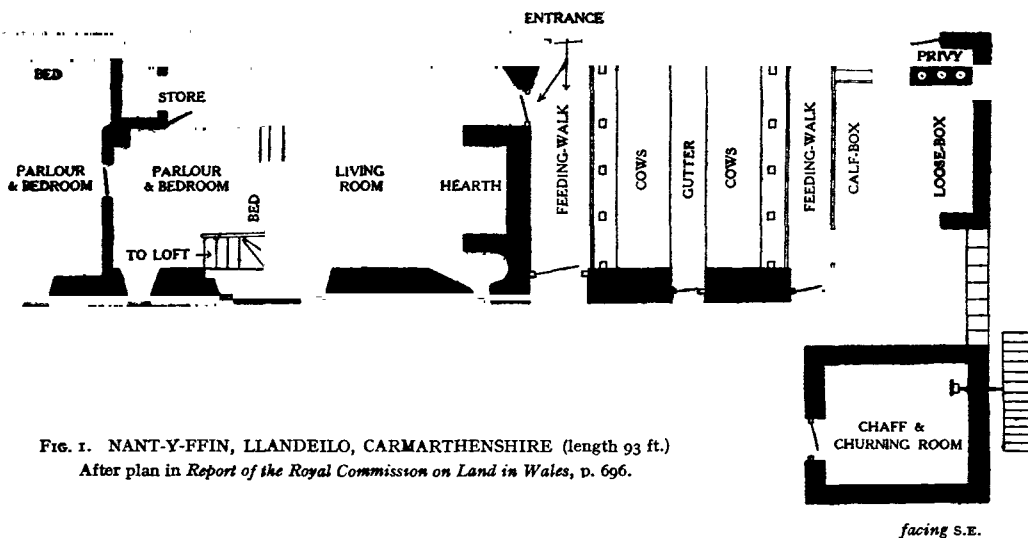 ENTRANCE
BED
STORE
PRIVY
PARLOUR
& BEDROOM
PARLOUR
& BEDROOM
BED
TO LOFT
LIVING
ROOM
HEARTH
FEEDING-WALK
COWS
GUTTER
COWS
FEEDING-WALK
CALF-BOX
LOOSE-BOX
CHAFF &
CHURNING ROOM
FIG. 1. NANT-Y-FFIN, LLANDEILO, CARMARTHENSHIRE (length 93 ft.)
After plan in Report of the Royal Commission on Land in Wales, p. 696.
facing S.E.